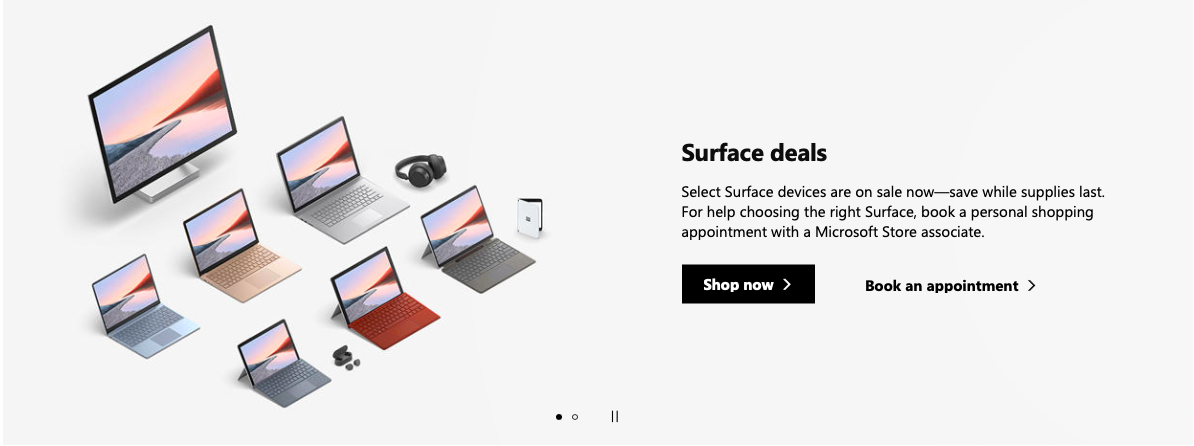 Surface deals
Select Surface devices are on sale now—save while supplies last.
For help choosing the right Surface, book a personal shopping
appointment with a Microsoft Store associate.
Shop now
Book an appointment